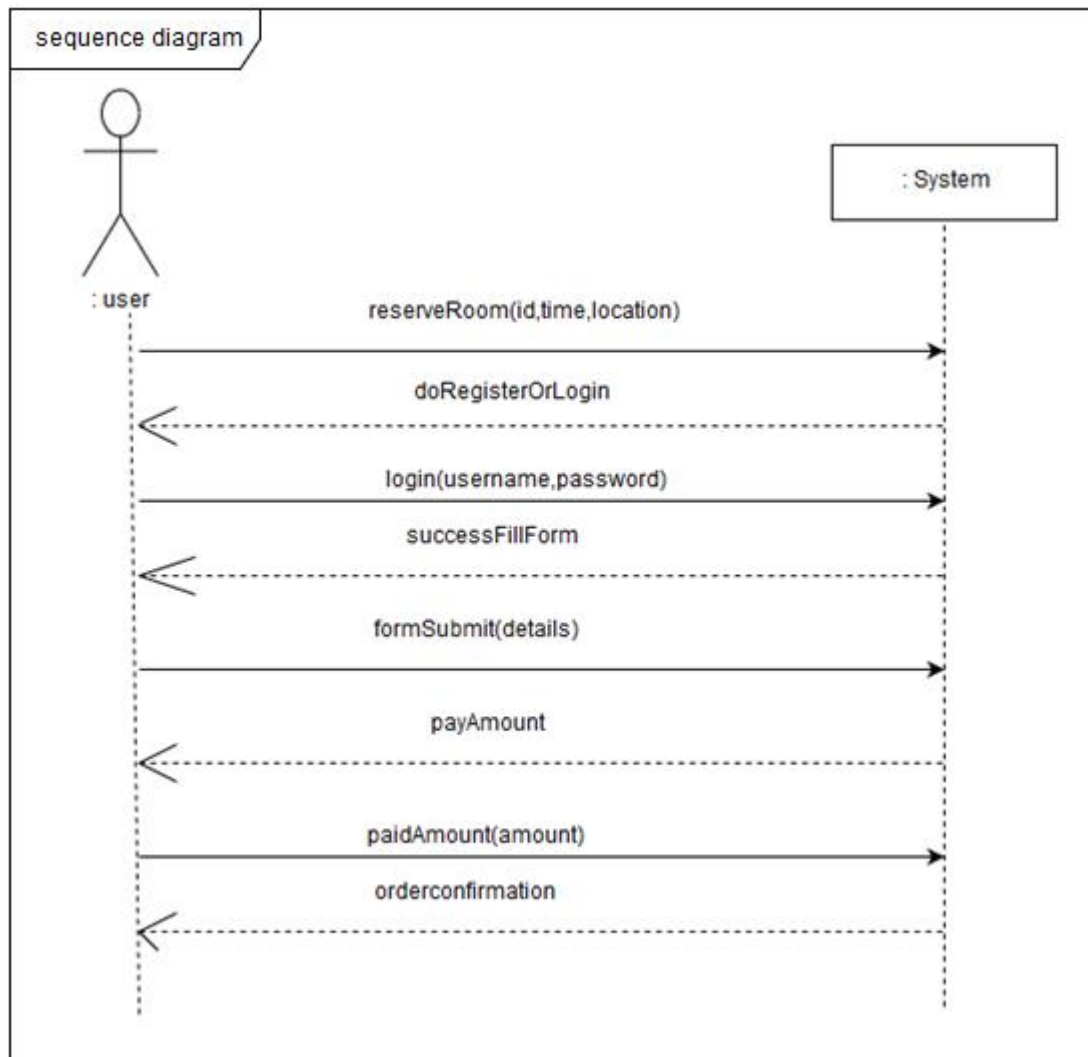 sequence diagram
: System
: user
reserveRoom(id,time,location)
doRegisterOrLogin
login(username,password)
successFillForm
formSubmit(details)
payAmount
paidAmount(amount)
orderconfirmation